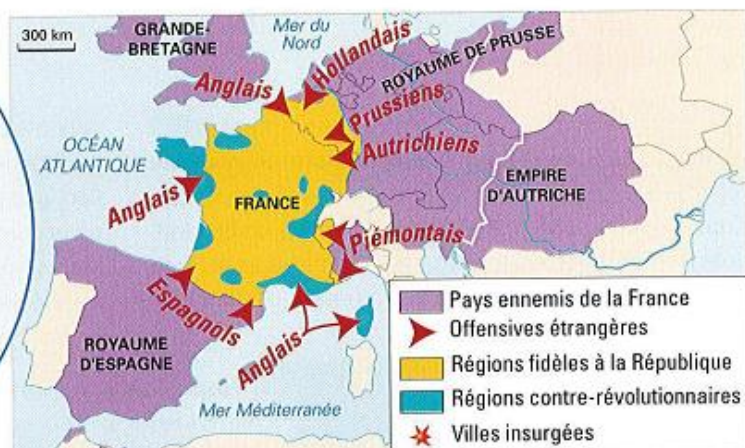 300 km
GRANDE-
BRETAGNE
Mer du
Nord
Hollandais
ROYAUME DE PRUSSE
Anglais
Prussiens
Autrichiens
OCÉAN
ATLANTIQUE
EMPIRE
D'AUTRICHE
Anglais
FRANCE
Piémontais
Espagnols
Anglais
ROYAUME
D'ESPAGNE
Mer Méditerranée
Pays ennemis de la France
Offensives étrangères
Régions fidèles à la République
Régions contre-révolutionnaires
Villes insurgées